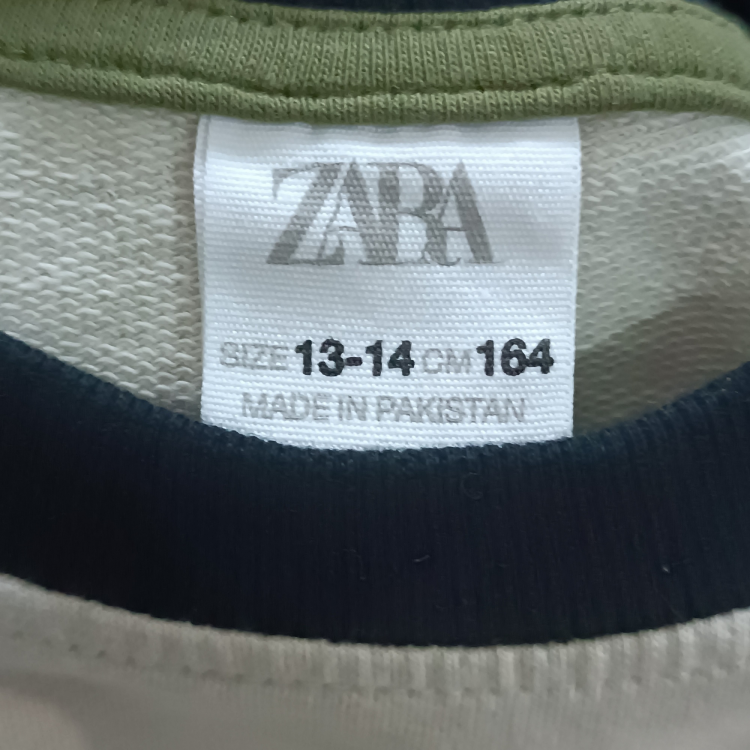 ZARA
SIZE 13-14 CM 164
MADE IN PAKISTAN